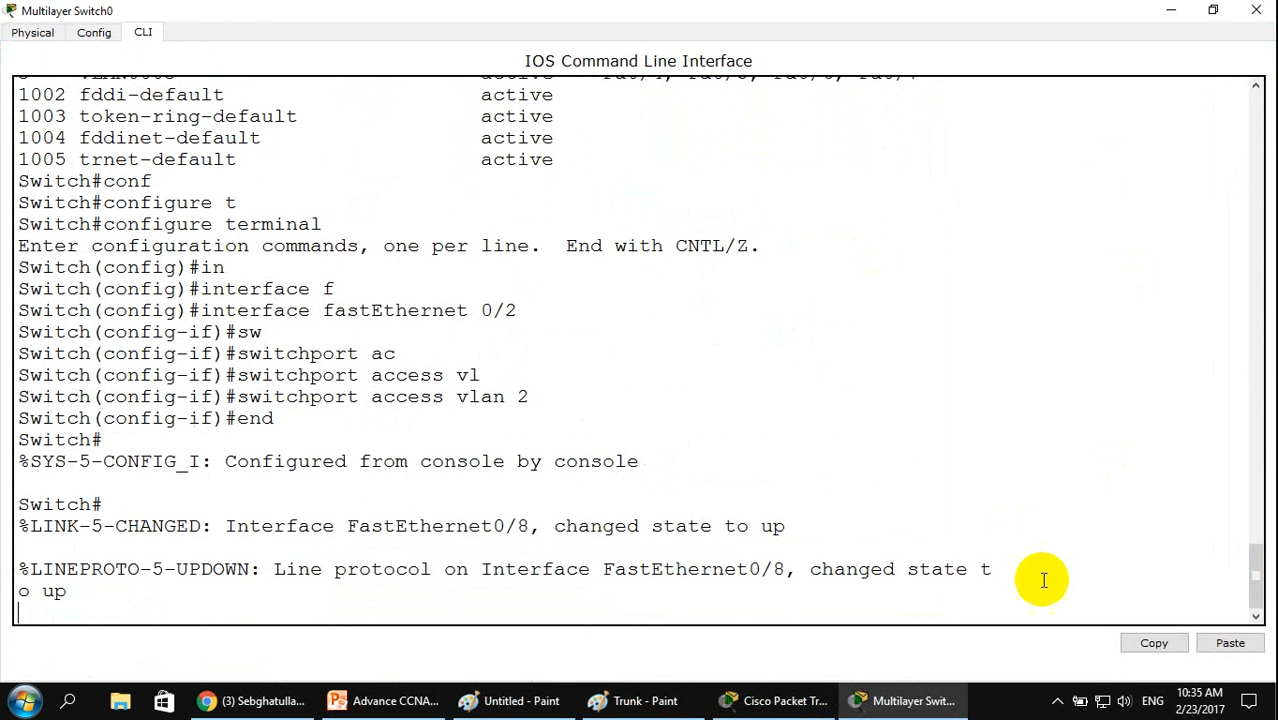 Multilayer Switch0
Physical Config CLI
IOS Command Line Interface
1002 fddi-default active
1003 token-ring-default active
1004 fddinet-default active
1005 trnet-default active
Switch#conf
Switch#configure t
Switch#configure terminal
Enter configuration commands, one per line.  End with CNTL/Z.
Switch(config)#in
Switch(config)#interface f
Switch(config)#interface fastEthernet 0/2
Switch(config-if)#sw
Switch(config-if)#switchport ac
Switch(config-if)#switchport access vl
Switch(config-if)#switchport access vlan 2
Switch(config-if)#end
Switch#
%SYS-5-CONFIG_I: Configured from console by console
Switch#
%LINK-5-CHANGED: Interface FastEthernet0/8, changed state to up
%LINEPROTO-5-UPDOWN: Line protocol on Interface FastEthernet0/8, changed state t
o up
Copy Paste
(3) Sebghatulla... Advance CCNA... Untitled - Paint Trunk - Paint Cisco Packet Tr... Multilayer Swit... ENG 10:35 AM
2/23/2017